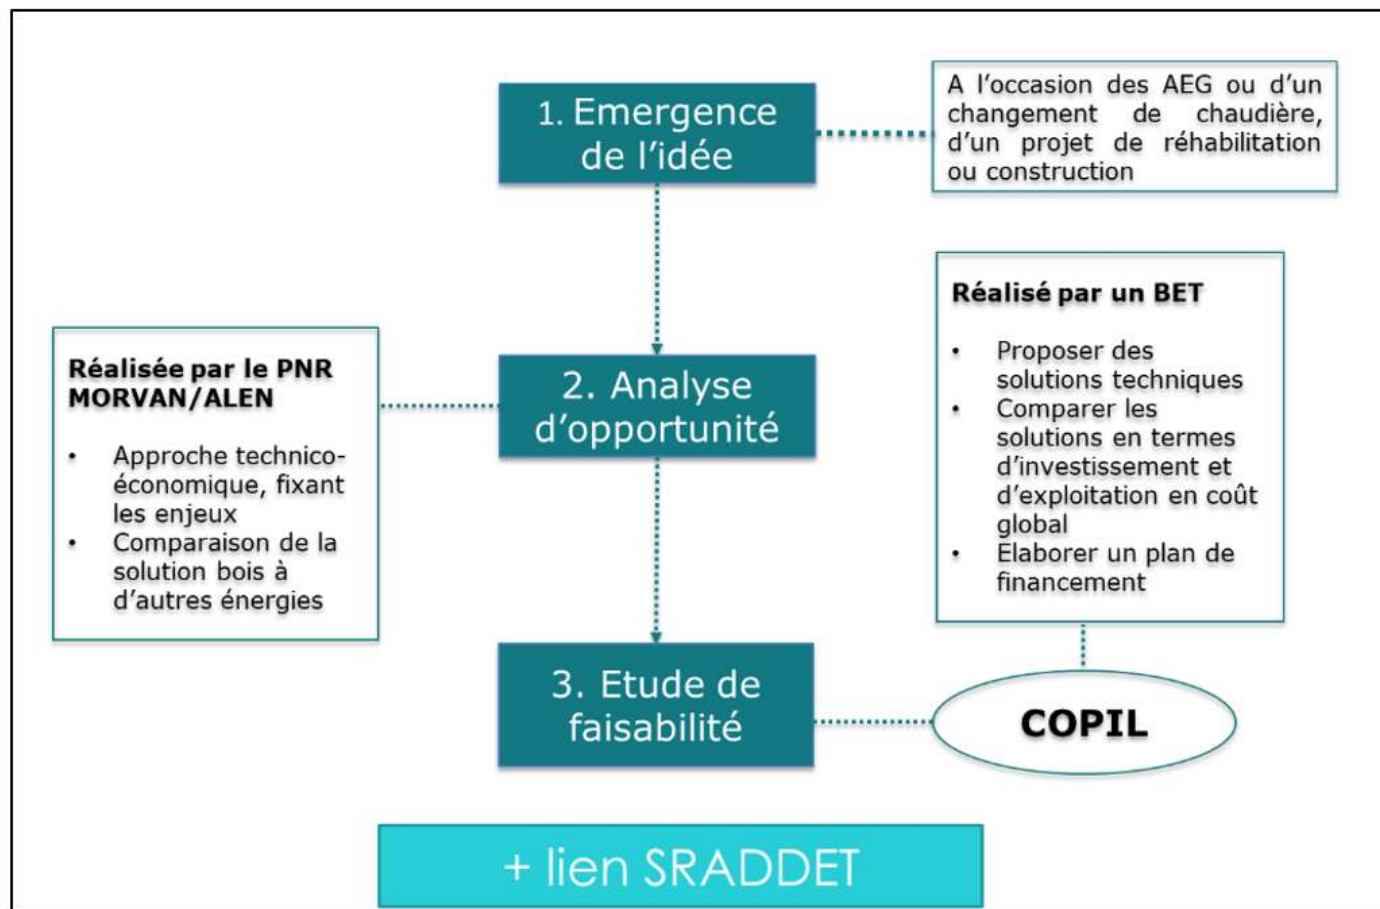 1. Emergence
de l'idée
A l'occasion des AEG ou d'un
changement de chaudière,
d'un projet de réhabilitation
ou construction
Réalisée par le PNR
MORVAN/ALEN
• Approche technico-
économique, fixant
les enjeux
• Comparaison de la
solution bois à
d'autres énergies
2. Analyse
d'opportunité
Réalisé par un BET
• Proposer des
solutions techniques
• Comparer les
solutions en termes
d'investissement et
d'exploitation en coût
global
• Elaborer un plan de
financement
3. Etude de
faisabilité
COPIL
+ lien SRADDET